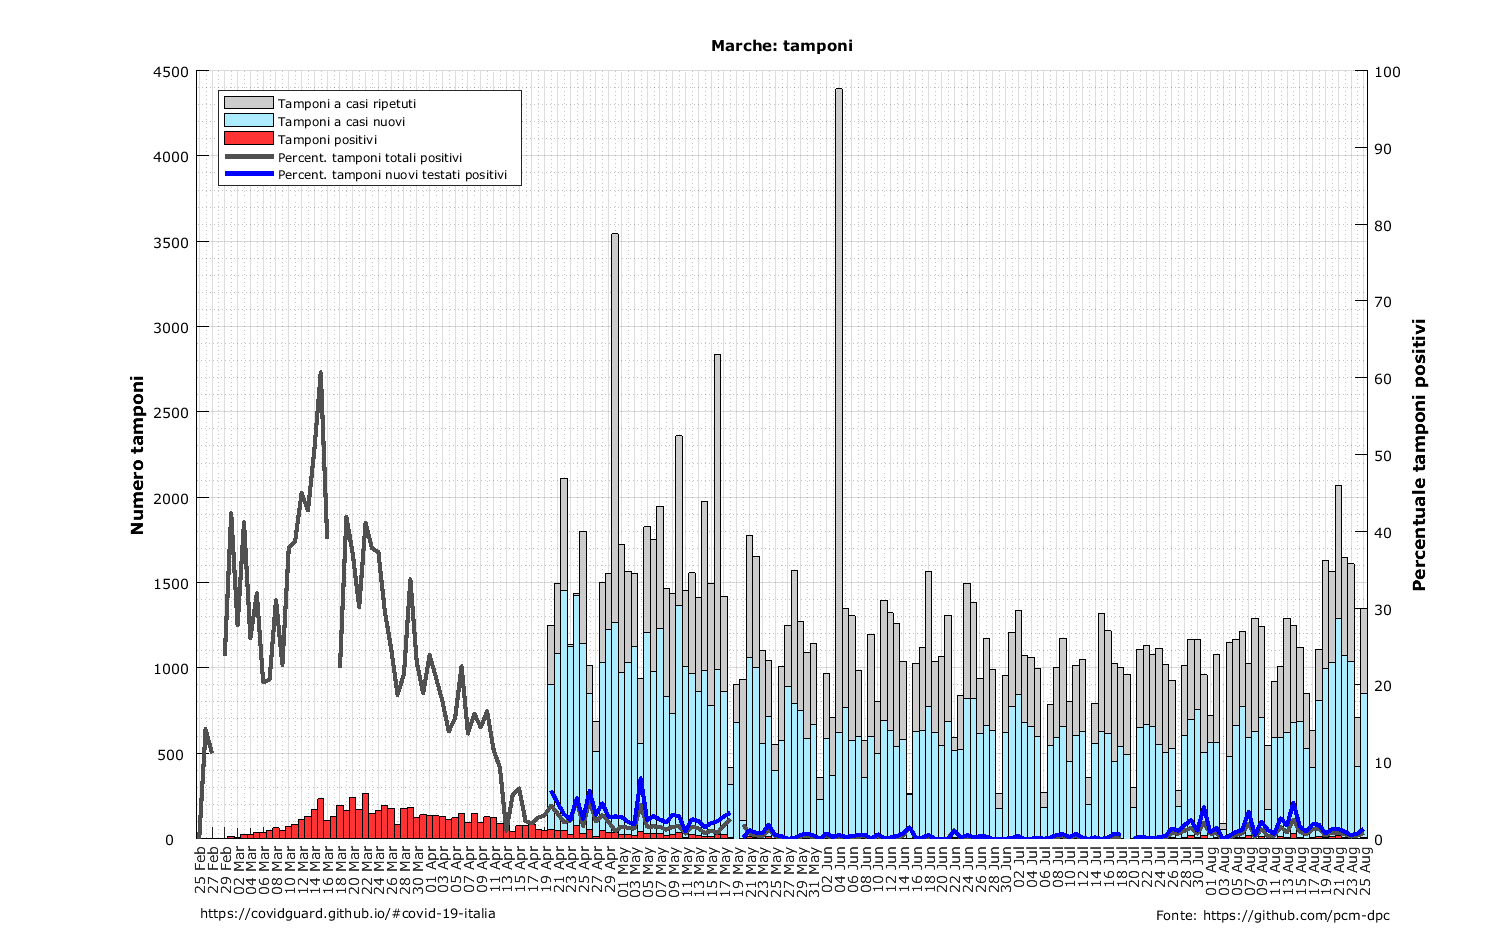 Marche: tamponi
4500
4000
3500
3000
2500
2000
1500
1000
500
0
Numero tamponi
Tamponi a casi ripetuti
Tamponi a casi nuovi
Tamponi positivi
Percent. tamponi totali positivi
Percent. tamponi nuovi testati positivi
100
90
80
70
60
50
40
30
20
10
0
Percentuale tamponi positivi
25 Feb
27 Feb
29 Feb
02 Mar
04 Mar
06 Mar
08 Mar
10 Mar
12 Mar
14 Mar
16 Mar
18 Mar
20 Mar
22 Mar
24 Mar
26 Mar
28 Mar
30 Mar
01 Apr
03 Apr
05 Apr
07 Apr
09 Apr
11 Apr
13 Apr
15 Apr
17 Apr
19 Apr
21 Apr
23 Apr
25 Apr
27 Apr
29 Apr
01 May
03 May
05 May
07 May
09 May
11 May
13 May
15 May
17 May
19 May
21 May
23 May
25 May
27 May
29 May
31 May
02 Jun
04 Jun
06 Jun
08 Jun
10 Jun
12 Jun
14 Jun
16 Jun
18 Jun
20 Jun
22 Jun
24 Jun
26 Jun
28 Jun
30 Jun
02 Jul
04 Jul
06 Jul
08 Jul
10 Jul
12 Jul
14 Jul
16 Jul
18 Jul
20 Jul
22 Jul
24 Jul
26 Jul
28 Jul
30 Jul
01 Aug
03 Aug
05 Aug
07 Aug
09 Aug
11 Aug
13 Aug
15 Aug
17 Aug
19 Aug
21 Aug
23 Aug
25 Aug
https://covidguard.github.io/#covid-19-italia
Fonte: https://github.com/pcm-dpc